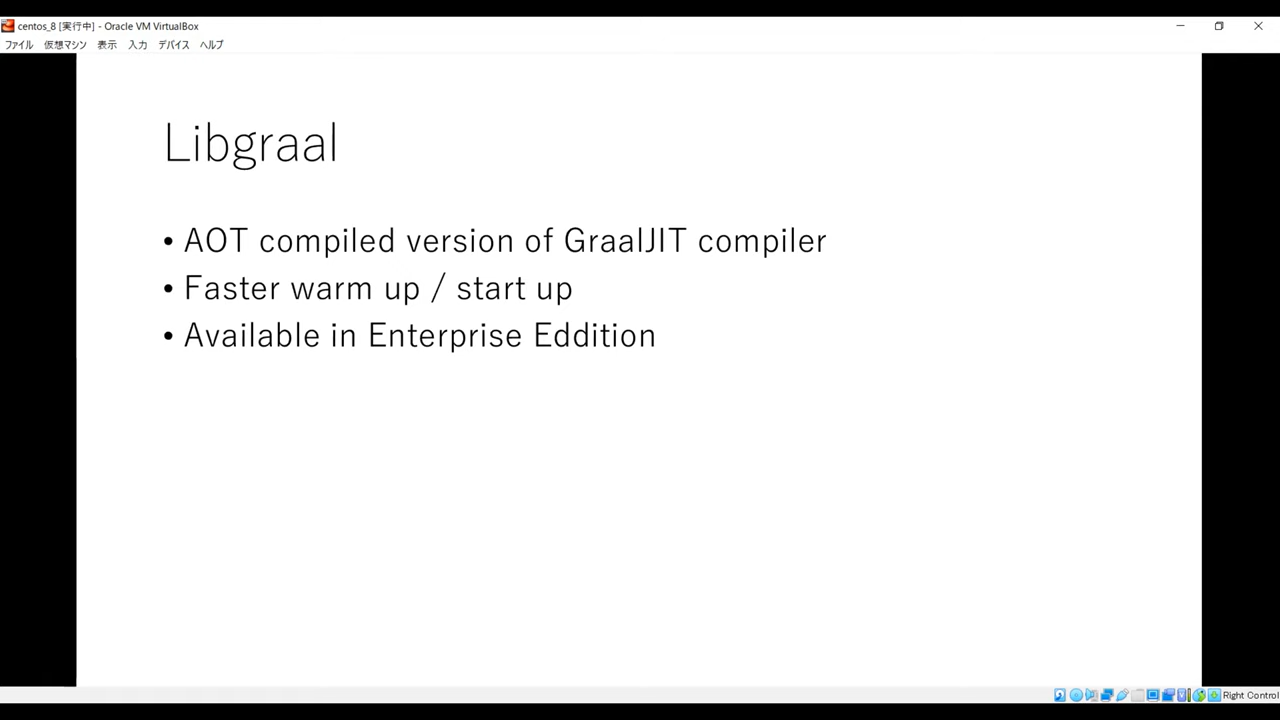 centos_8 [実行中] - Oracle VM VirtualBox
ファイル 仮想マシン 表示 入力 デバイス ヘルプ
Libgraal
• AOT compiled version of GraalJIT compiler
• Faster warm up / start up
• Available in Enterprise Eddition
Right Control